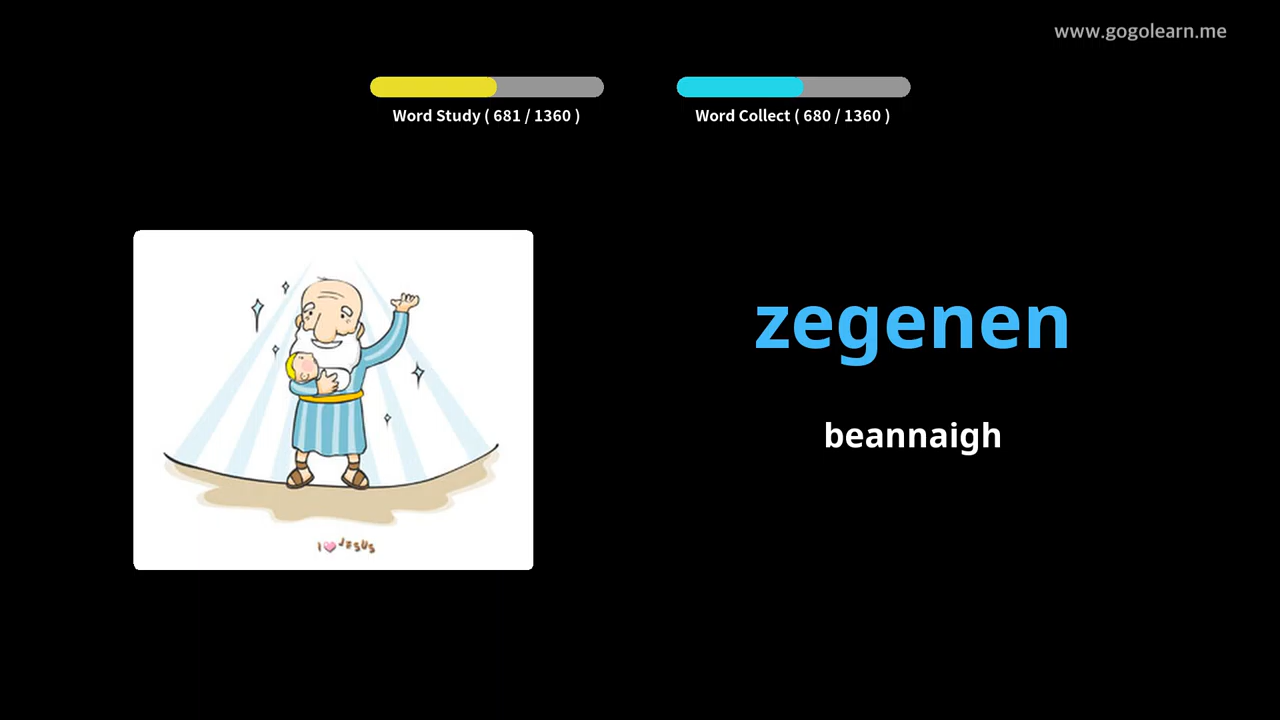 www.gogolearn.me
Word Study ( 681 / 1360 )
Word Collect ( 680 / 1360 )
zegenen
beannaigh
I JESUS